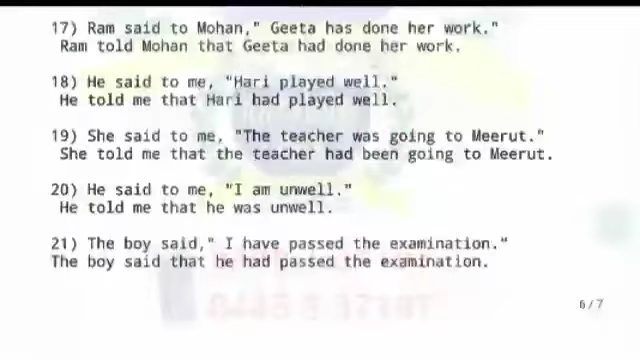 17) Ram said to Mohan," Geeta has done her work."
Ram told Mohan that Geeta had done her work.
18) He said to me, "Hari played well."
He told me that Hari had played well.
19) She said to me, "The teacher was going to Meerut."
She told me that the teacher had been going to Meerut.
20) He said to me, "I am unwell."
He told me that he was unwell.
21) The boy said," I have passed the examination."
The boy said that he had passed the examination.
6/7